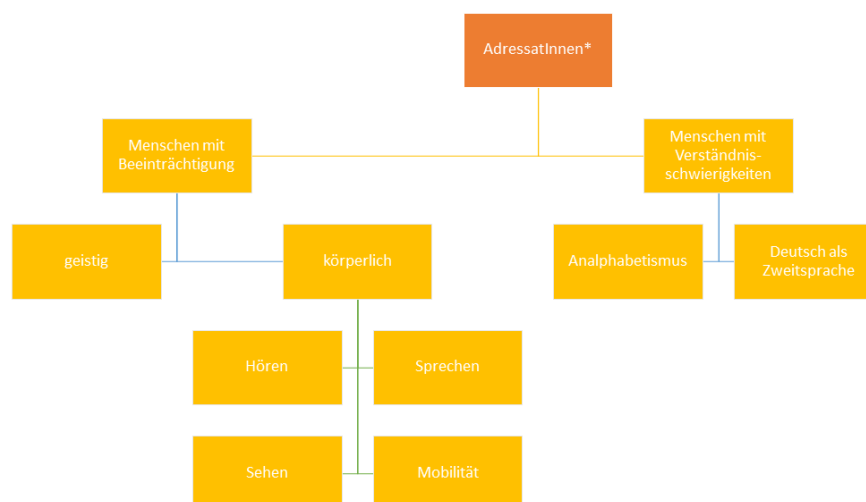 AdressatInnen*
Menschen mit
Beeinträchtigung
Menschen mit
Verständnis-
schwierigkeiten
geistig
körperlich
Analphabetismus
Deutsch als
Zweitsprache
Hören
Sprechen
Sehen
Mobilität